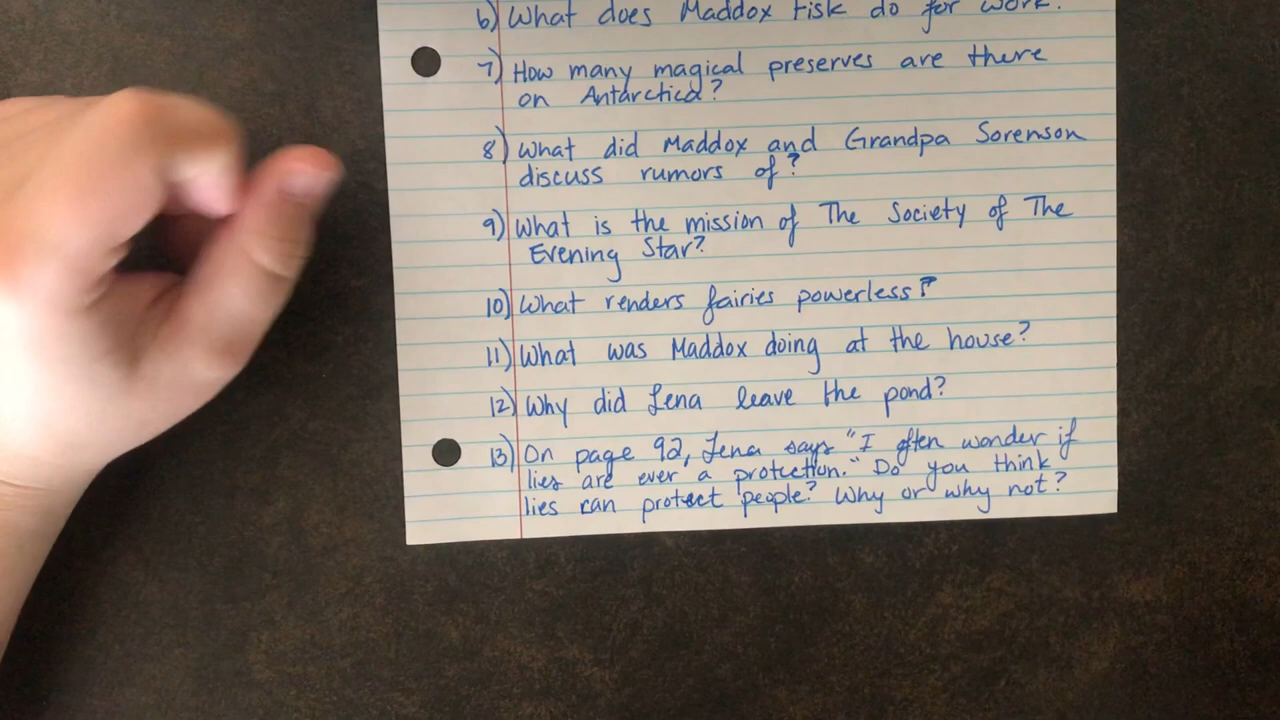 6) What does Maddox Fisk do for work?
7) How many magical preserves are there
on Antarctica?
8) What did Maddox and Grandpa Sorenson
discuss rumors of?
9) What is the mission of The Society of The
Evening Star?
10) What renders fairies powerless?
11) What was Maddox doing at the house?
12) Why did Lena leave the pond?
13) On page 92, Lena says "I often wonder if
lies are ever a protection." Do you think
lies can protect people? Why or why not?